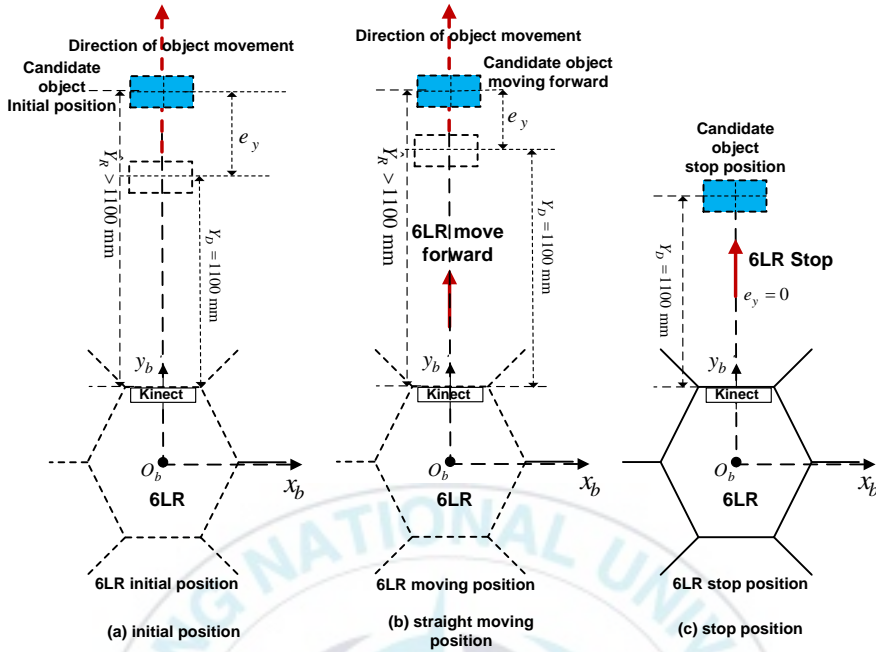 Direction of object movement
Candidate
object
Initial position
e_y
Ŷ_R > 1100 mm
Y_D = 1100 mm
y_b
Kinect
O_b
x_b
6LR
6LR initial position
(a) initial position
Direction of object movement
Candidate object
moving forward
e_y
Ŷ_R > 1100 mm
Y_D = 1100 mm
6LR move
forward
y_b
Kinect
O_b
x_b
6LR
6LR moving position
(b) straight moving
position
Candidate
object
stop position
Y_D = 1100 mm
6LR Stop
e_y = 0
y_b
Kinect
O_b
x_b
6LR
6LR stop position
(c) stop position
NATIONAL